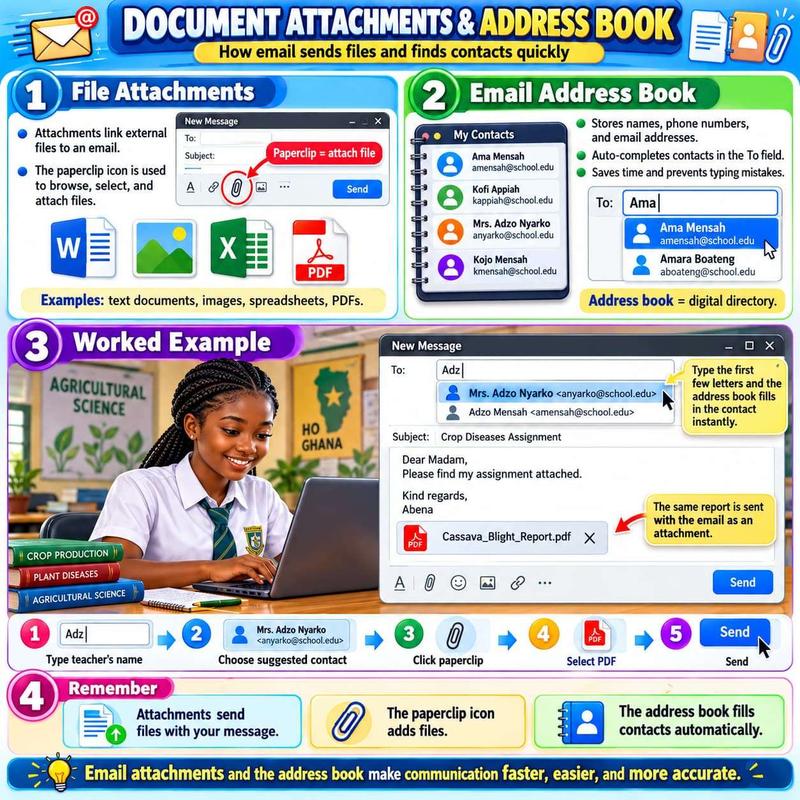 @
DOCUMENT ATTACHMENTS & ADDRESS BOOK
How email sends files and finds contacts quickly
1 File Attachments
Attachments link external
files to an email.
The paperclip icon is used
to browse, select, and
attach files.
New Message
To:
Subject:
Paperclip = attach file
A
Send
W
X
PDF
Examples: text documents, images, spreadsheets, PDFs.
2 Email Address Book
My Contacts
Ama Mensah
amensah@school.edu
Kofi Appiah
kappiah@school.edu
Mrs. Adzo Nyarko
anyarko@school.edu
Kojo Mensah
kmensah@school.edu
Stores names, phone numbers,
and email addresses.
Auto-completes contacts in the To field.
Saves time and prevents typing mistakes.
To: Ama
Ama Mensah
amensah@school.edu
Amara Boateng
aboateng@school.edu
Address book = digital directory.
3 Worked Example
AGRICULTURAL
SCIENCE
HO
GHANA
CROP PRODUCTION
PLANT DISEASES
AGRICULTURAL SCIENCE
New Message
To: Adz
Mrs. Adzo Nyarko <anyarko@school.edu>
Adzo Mensah <amensah@school.edu>
Type the first
few letters and the
address book fills
in the contact
instantly.
Subject: Crop Diseases Assignment
Dear Madam,
Please find my assignment attached.
Kind regards,
Abena
PDF Cassava_Blight_Report.pdf
The same report is sent
with the email as an
attachment.
A
Send
1 Adz
Type teacher's name
2 Mrs. Adzo Nyarko
<anyarko@school.edu>
Choose suggested contact
3
Click paperclip
4 PDF
Select PDF
5 Send
Send
4 Remember
Attachments send
files with your message.
The paperclip icon
adds files.
The address book fills
contacts automatically.
Email attachments and the address book make communication faster, easier, and more accurate.